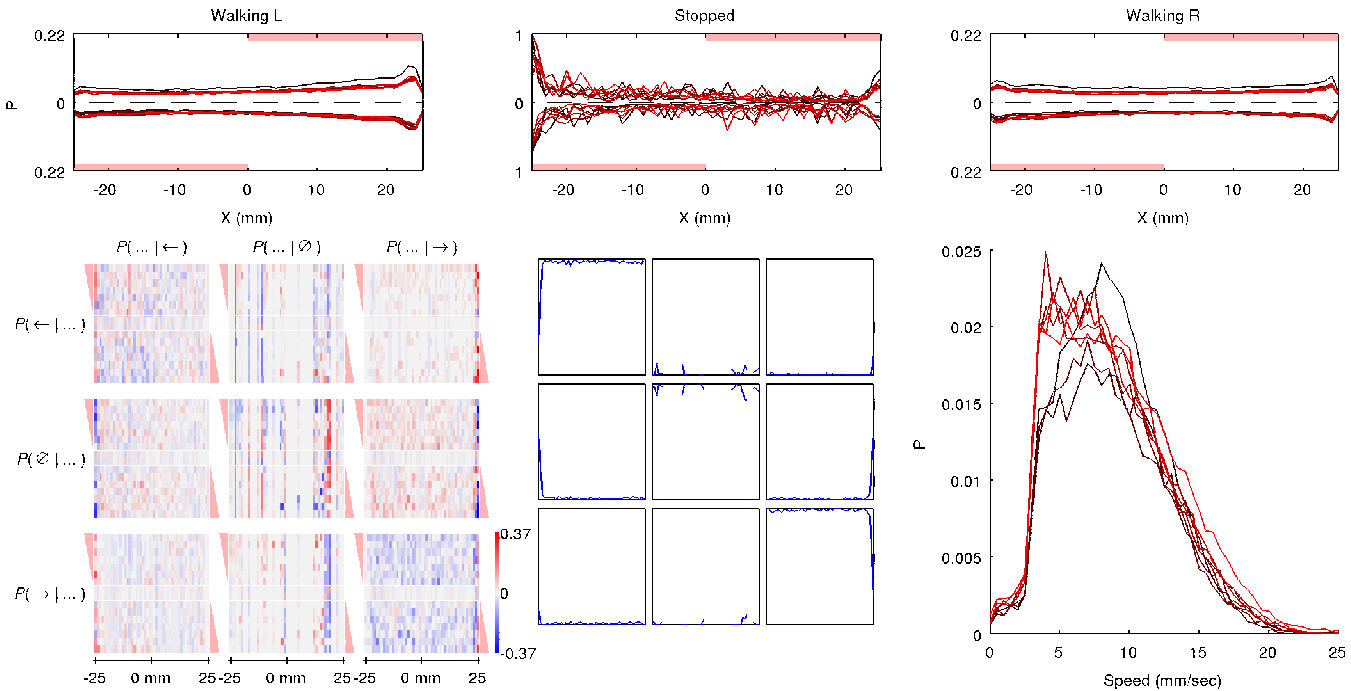 Walking L
Stopped
Walking R
0.22
0
0.22
P
-20 -10 0 10 20
X (mm)
1
0
1
-20 -10 0 10 20
X (mm)
0.22
0
0.22
-20 -10 0 10 20
X (mm)
P( ... | ← )
P( ... | ∅ )
P( ... | → )
P( ← | ... )
P( ∅ | ... )
P( → | ... )
0.37
0
-0.37
-25 0 mm 25
-25 0 mm 25
-25 0 mm 25
0.025
0.02
0.015
0.01
0.005
0
P
0 5 10 15 20 25
Speed (mm/sec)